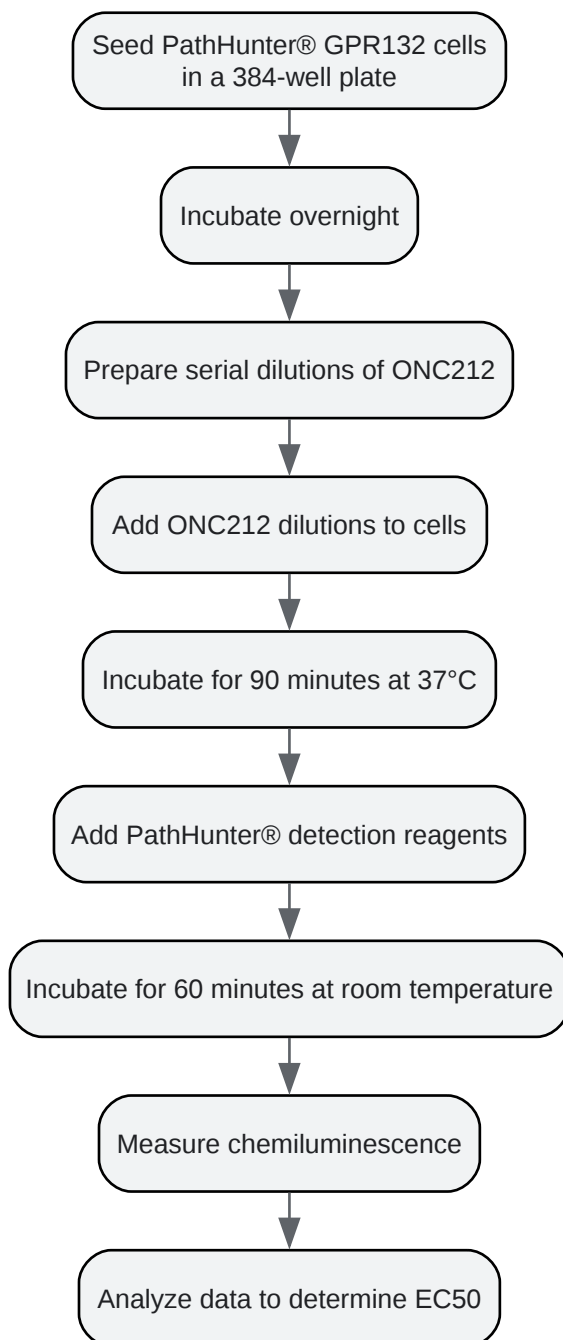 Seed PathHunter® GPR132 cells
in a 384-well plate
Incubate overnight
Prepare serial dilutions of ONC212
Add ONC212 dilutions to cells
Incubate for 90 minutes at 37°C
Add PathHunter® detection reagents
Incubate for 60 minutes at room temperature
Measure chemiluminescence
Analyze data to determine EC50